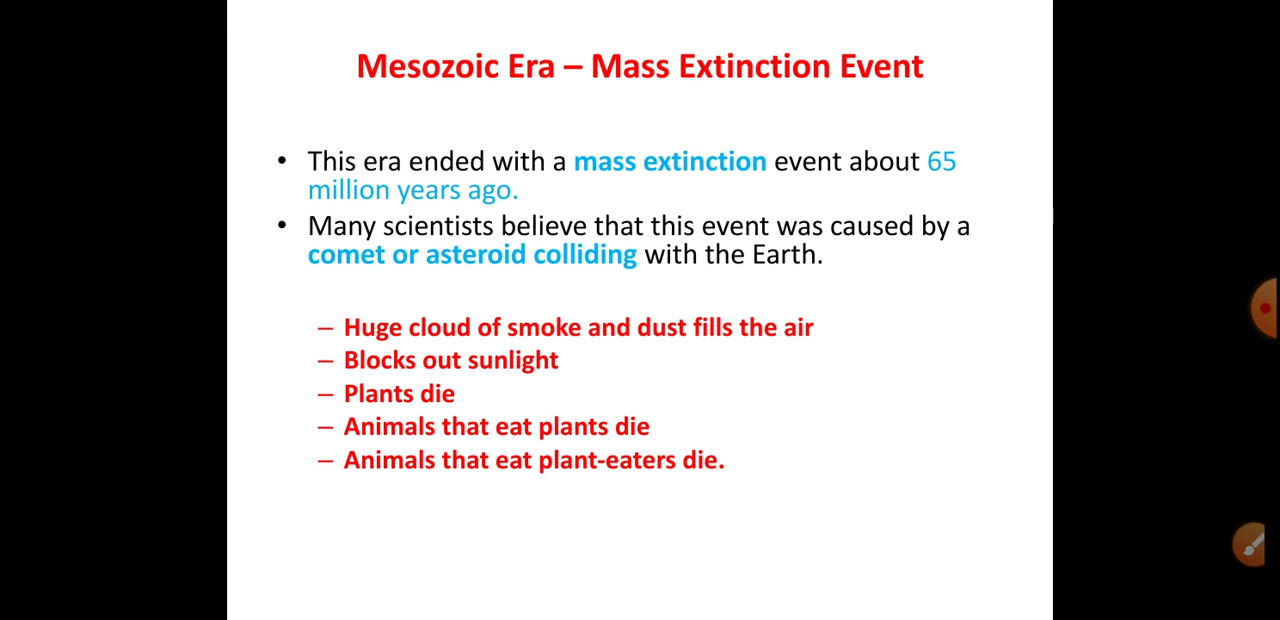 Mesozoic Era – Mass Extinction Event
• This era ended with a mass extinction event about 65
million years ago.
• Many scientists believe that this event was caused by a
comet or asteroid colliding with the Earth.
– Huge cloud of smoke and dust fills the air
– Blocks out sunlight
– Plants die
– Animals that eat plants die
– Animals that eat plant-eaters die.